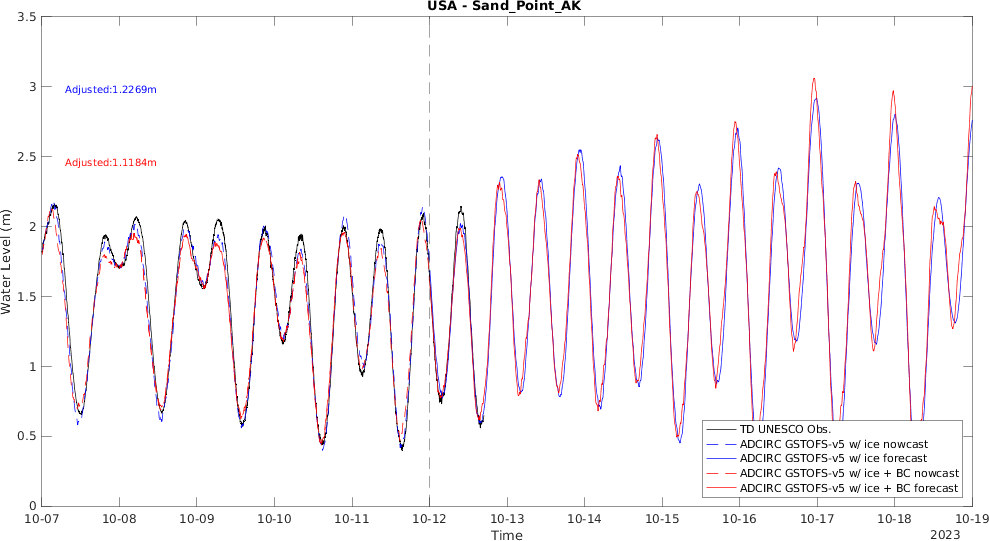 USA - Sand_Point_AK
3.5
3
2.5
2
1.5
1
0.5
0
Water Level (m)
Adjusted:1.2269m
Adjusted:1.1184m
TD UNESCO Obs.
ADCIRC GSTOFS-v5 w/ ice nowcast
ADCIRC GSTOFS-v5 w/ ice forecast
ADCIRC GSTOFS-v5 w/ ice + BC nowcast
ADCIRC GSTOFS-v5 w/ ice + BC forecast
10-07 10-08 10-09 10-10 10-11 10-12 10-13 10-14 10-15 10-16 10-17 10-18 10-19
Time
2023